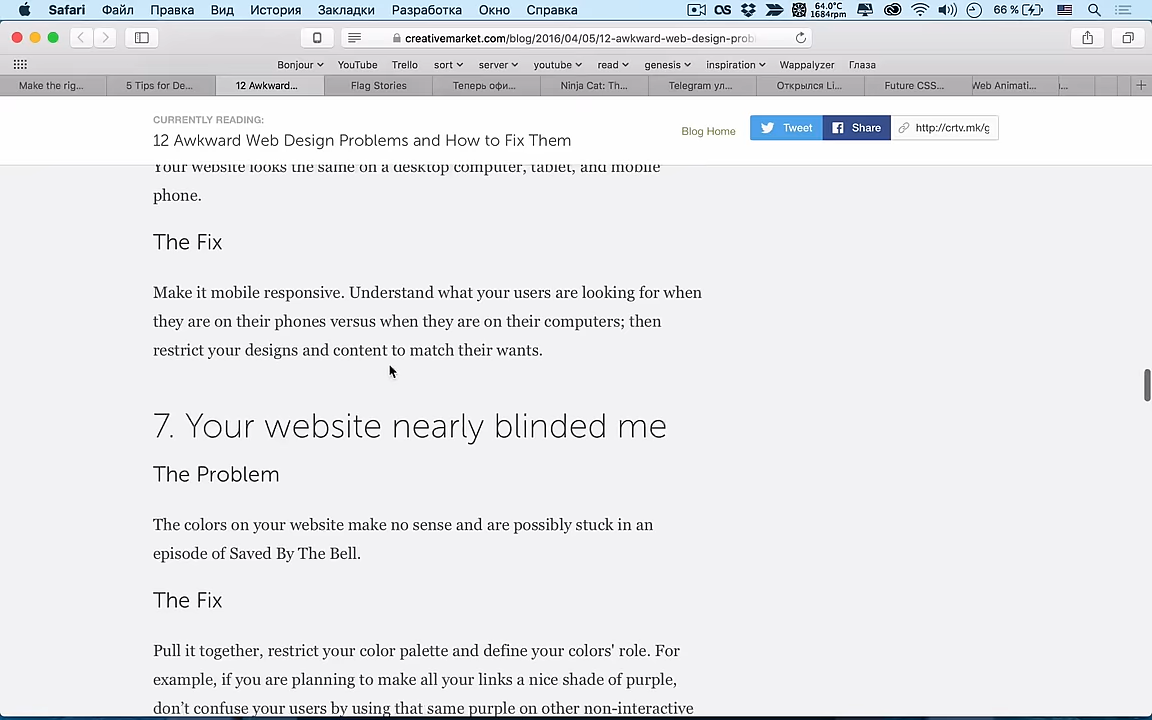 Safari Файл Правка Вид История Закладки Разработка Окно Справка 64.0°C 1684rpm 66 %
creativemarket.com/blog/2016/04/05/12-awkward-web-design-prob
Bonjour YouTube Trello sort server youtube read genesis inspiration Wappalyzer Глаза
Make the rig... 5 Tips for De... 12 Awkward... Flag Stories Теперь офи... Ninja Cat: Th... Telegram ул... Открылся Li... Future CSS... Web Animati...
CURRENTLY READING:
12 Awkward Web Design Problems and How to Fix Them
Blog Home Tweet Share http://crtv.mk/g
Your website looks the same on a desktop computer, tablet, and mobile
phone.
The Fix
Make it mobile responsive. Understand what your users are looking for when
they are on their phones versus when they are on their computers; then
restrict your designs and content to match their wants.
7. Your website nearly blinded me
The Problem
The colors on your website make no sense and are possibly stuck in an
episode of Saved By The Bell.
The Fix
Pull it together, restrict your color palette and define your colors' role. For
example, if you are planning to make all your links a nice shade of purple,
don’t confuse your users by using that same purple on other non-interactive